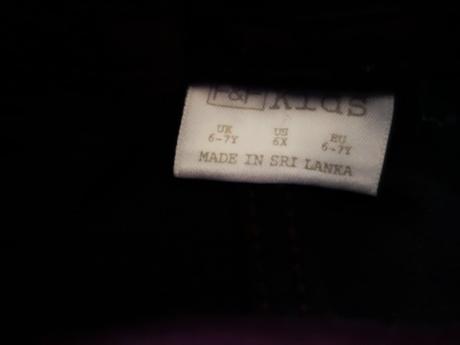 F&F kids
UK US EU
6-7Y 6X 6-7Y
MADE IN SRI LANKA